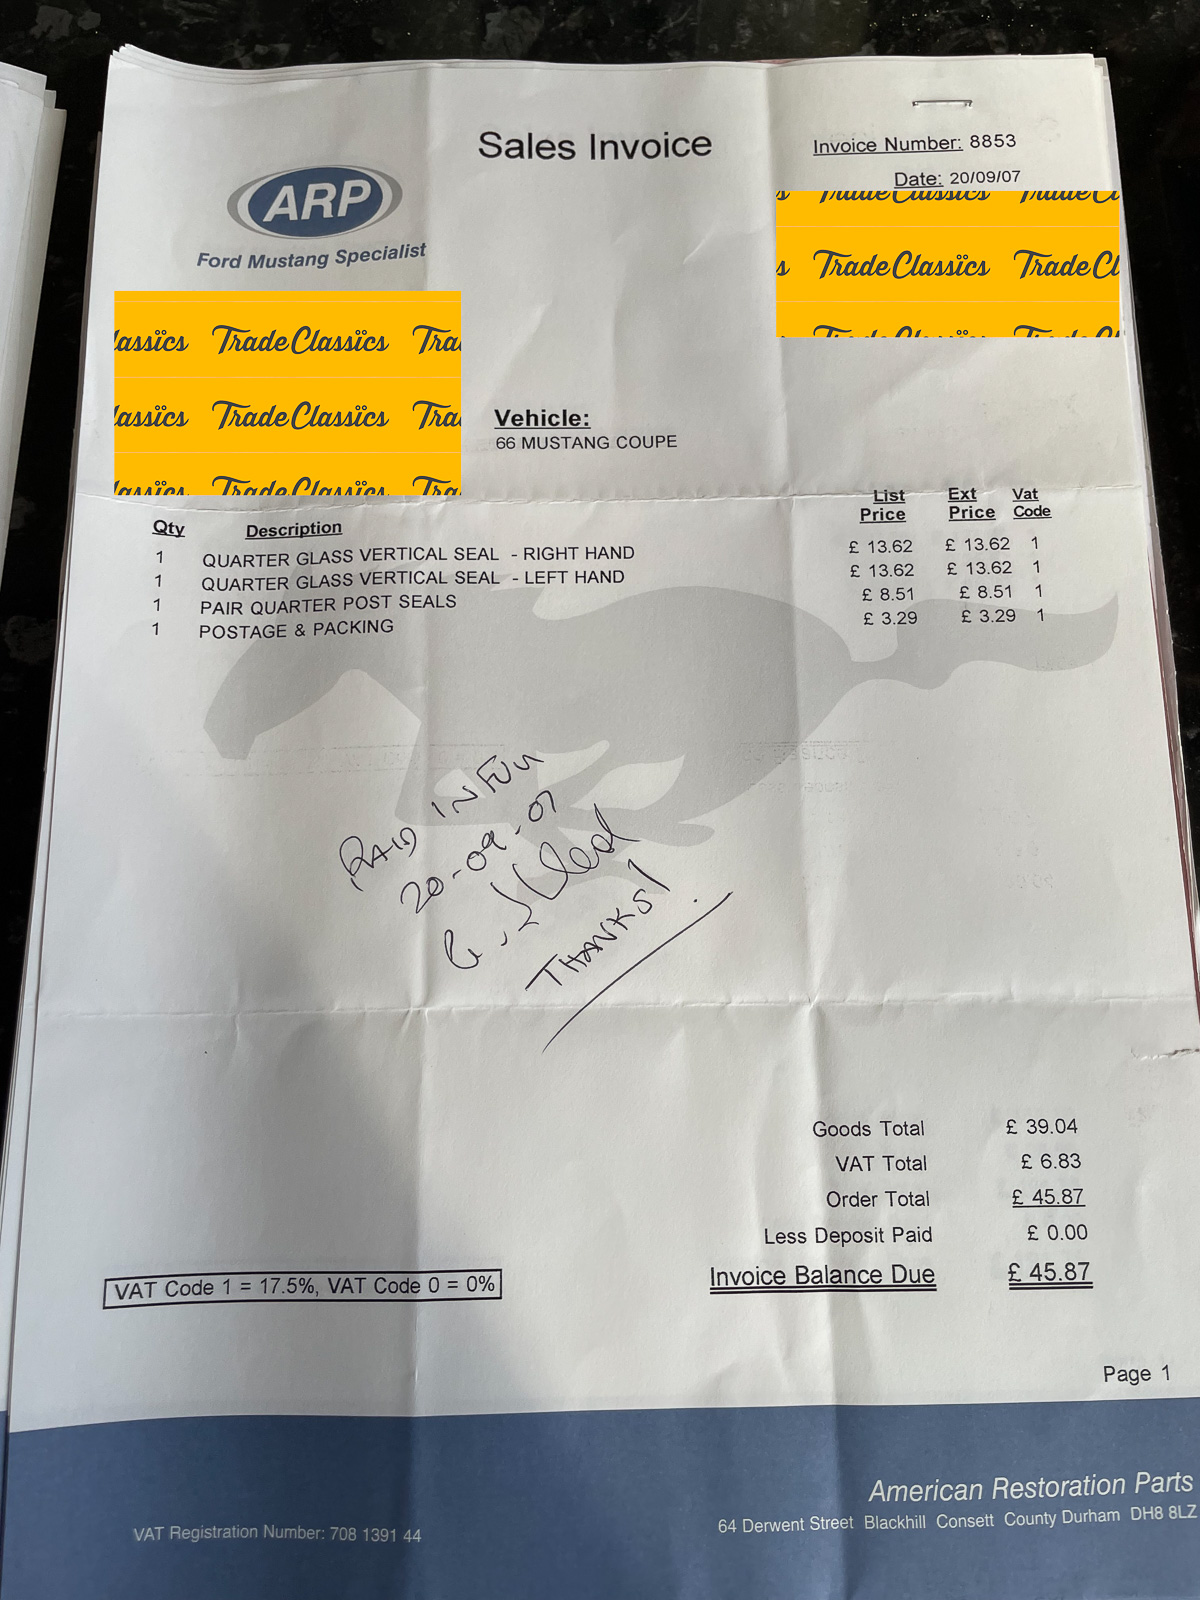 Sales Invoice
Invoice Number: 8853
Date: 20/09/07
ARP
Ford Mustang Specialist
TradeClassics
TradeClassics
TradeClassics
TradeClassics
TradeClassics
TradeClassics
Vehicle:
66 MUSTANG COUPE
Qty Description List Price Ext Price Vat Code
1 QUARTER GLASS VERTICAL SEAL - RIGHT HAND £ 13.62 £ 13.62 1
1 QUARTER GLASS VERTICAL SEAL - LEFT HAND £ 13.62 £ 13.62 1
1 PAIR QUARTER POST SEALS £ 8.51 £ 8.51 1
1 POSTAGE & PACKING £ 3.29 £ 3.29 1
PAID IN FULL
20-09-07
THANKS!
Goods Total £ 39.04
VAT Total £ 6.83
Order Total £ 45.87
Less Deposit Paid £ 0.00
Invoice Balance Due £ 45.87
VAT Code 1 = 17.5%, VAT Code 0 = 0%
Page 1
American Restoration Parts
64 Derwent Street Blackhill Consett County Durham DH8 8LZ
VAT Registration Number: 708 1391 44